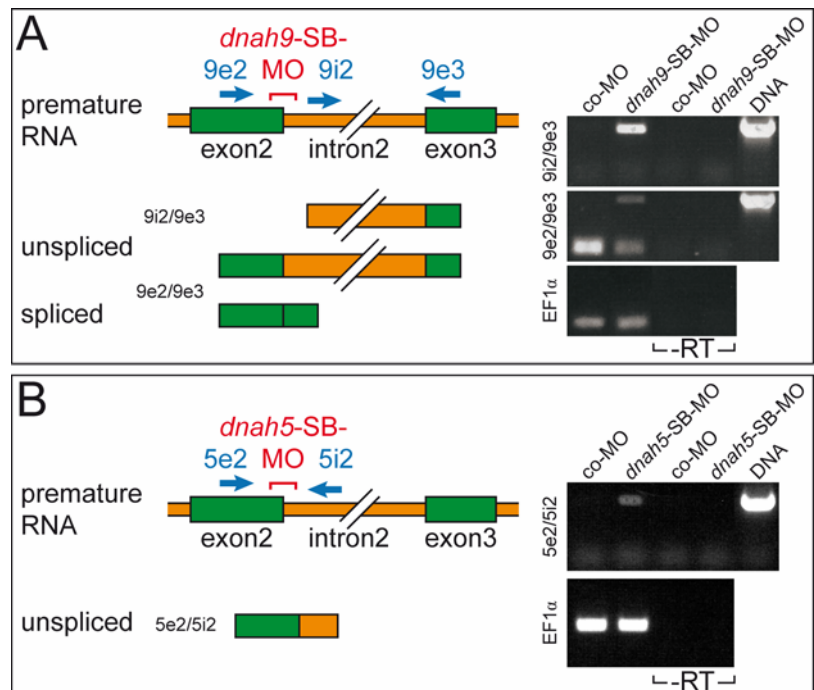 A
dnah9-SB-
MO
9e2 9i2 9e3
premature
RNA
exon2 intron2 exon3
9i2/9e3
unspliced
9e2/9e3
spliced
co-MO
dnah9-SB-MO
co-MO
dnah9-SB-MO
DNA
9i2/9e3
9e2/9e3
EF1α
-RT
B
dnah5-SB-
MO
5e2 5i2
premature
RNA
exon2 intron2 exon3
unspliced 5e2/5i2
co-MO
dnah5-SB-MO
co-MO
dnah5-SB-MO
DNA
5e2/5i2
EF1α
-RT